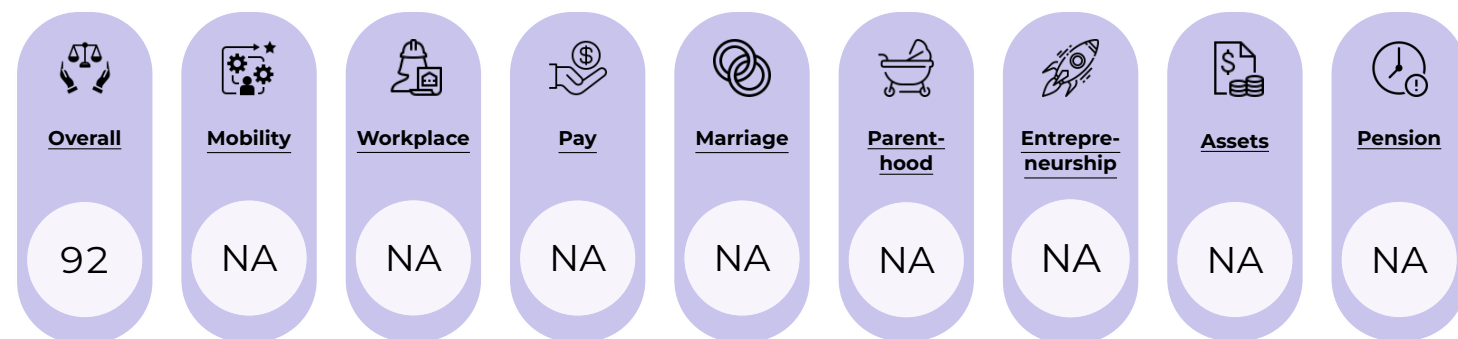 Overall
Mobility
Workplace
Pay
Marriage
Parent-
hood
Entrepre-
neurship
Assets
Pension
92
NA
NA
NA
NA
NA
NA
NA
NA